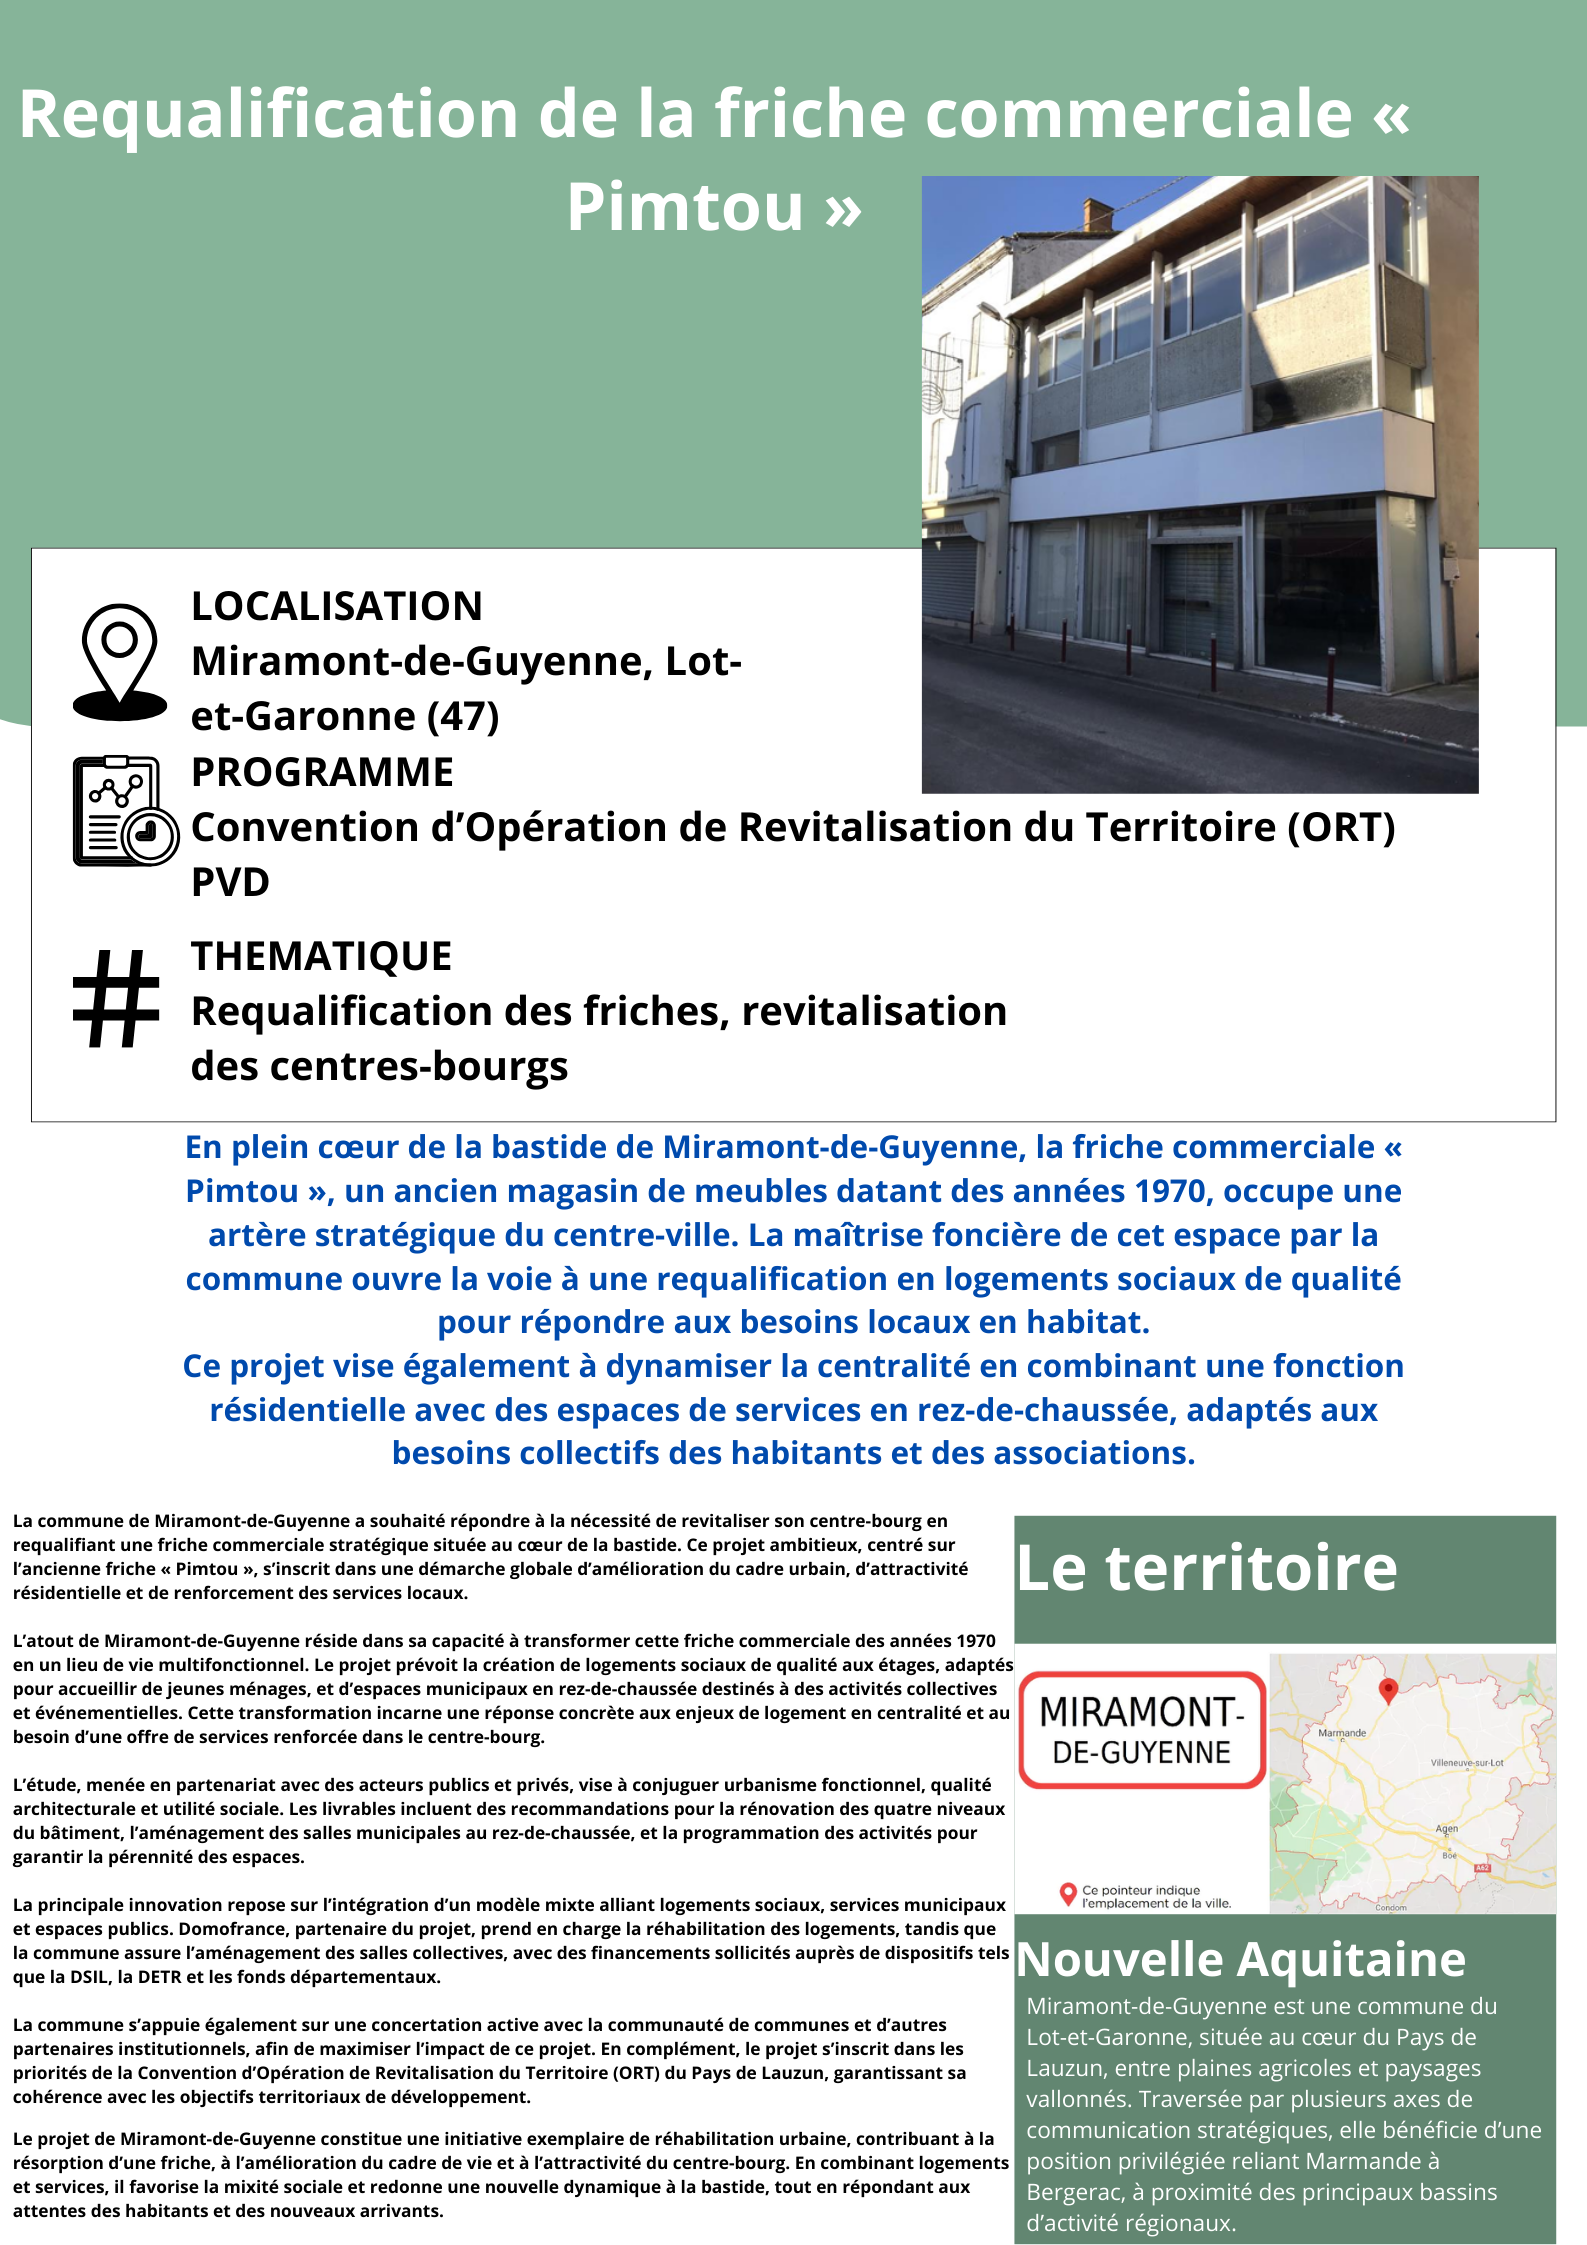 Requalification de la friche commerciale «
Pimtou »
LOCALISATION
Miramont-de-Guyenne, Lot-
et-Garonne (47)
PROGRAMME
Convention d’Opération de Revitalisation du Territoire (ORT)
PVD
THEMATIQUE
Requalification des friches, revitalisation
des centres-bourgs
En plein cœur de la bastide de Miramont-de-Guyenne, la friche commerciale «
Pimtou », un ancien magasin de meubles datant des années 1970, occupe une
artère stratégique du centre-ville. La maîtrise foncière de cet espace par la
commune ouvre la voie à une requalification en logements sociaux de qualité
pour répondre aux besoins locaux en habitat.
Ce projet vise également à dynamiser la centralité en combinant une fonction
résidentielle avec des espaces de services en rez-de-chaussée, adaptés aux
besoins collectifs des habitants et des associations.
La commune de Miramont-de-Guyenne a souhaité répondre à la nécessité de revitaliser son centre-bourg en
requalifiant une friche commerciale stratégique située au cœur de la bastide. Ce projet ambitieux, centré sur
l’ancienne friche « Pimtou », s’inscrit dans une démarche globale d’amélioration du cadre urbain, d’attractivité
résidentielle et de renforcement des services locaux.
L’atout de Miramont-de-Guyenne réside dans sa capacité à transformer cette friche commerciale des années 1970
en un lieu de vie multifonctionnel. Le projet prévoit la création de logements sociaux de qualité aux étages, adaptés
pour accueillir de jeunes ménages, et d’espaces municipaux en rez-de-chaussée destinés à des activités collectives
et événementielles. Cette transformation incarne une réponse concrète aux enjeux de logement en centralité et au
besoin d’une offre de services renforcée dans le centre-bourg.
L’étude, menée en partenariat avec des acteurs publics et privés, vise à conjuguer urbanisme fonctionnel, qualité
architecturale et utilité sociale. Les livrables incluent des recommandations pour la rénovation des quatre niveaux
du bâtiment, l’aménagement des salles municipales au rez-de-chaussée, et la programmation des activités pour
garantir la pérennité des espaces.
La principale innovation repose sur l’intégration d’un modèle mixte alliant logements sociaux, services municipaux
et espaces publics. Domofrance, partenaire du projet, prend en charge la réhabilitation des logements, tandis que
la commune assure l’aménagement des salles collectives, avec des financements sollicités auprès de dispositifs tels
que la DSIL, la DETR et les fonds départementaux.
La commune s’appuie également sur une concertation active avec la communauté de communes et d’autres
partenaires institutionnels, afin de maximiser l’impact de ce projet. En complément, le projet s’inscrit dans les
priorités de la Convention d’Opération de Revitalisation du Territoire (ORT) du Pays de Lauzun, garantissant sa
cohérence avec les objectifs territoriaux de développement.
Le projet de Miramont-de-Guyenne constitue une initiative exemplaire de réhabilitation urbaine, contribuant à la
résorption d’une friche, à l’amélioration du cadre de vie et à l’attractivité du centre-bourg. En combinant logements
et services, il favorise la mixité sociale et redonne une nouvelle dynamique à la bastide, tout en répondant aux
attentes des habitants et des nouveaux arrivants.
Le territoire
MIRAMONT-
DE-GUYENNE
Marmande
Villeneuve-sur-Lot
Agen
Boé
A62
Condom
Ce pointeur indique
l’emplacement de la ville.
Nouvelle Aquitaine
Miramont-de-Guyenne est une commune du
Lot-et-Garonne, située au cœur du Pays de
Lauzun, entre plaines agricoles et paysages
vallonnés. Traversée par plusieurs axes de
communication stratégiques, elle bénéficie d’une
position privilégiée reliant Marmande à
Bergerac, à proximité des principaux bassins
d’activité régionaux.